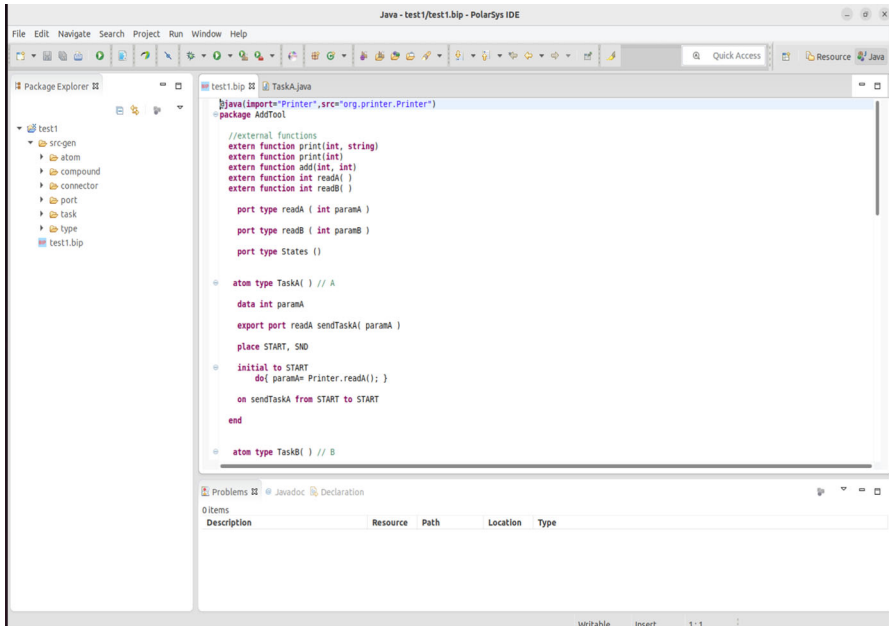 Java - test1/test1.bip - PolarSys IDE
File Edit Navigate Search Project Run Window Help
Quick Access
Resource
Java
Package Explorer
test1
src-gen
atom
compound
connector
port
task
type
test1.bip
test1.bip
TaskA.java
@java(import="Printer",src="org.printer.Printer")
package AddTool
//external functions
extern function print(int, string)
extern function print(int)
extern function add(int, int)
extern function int readA( )
extern function int readB( )
port type readA ( int paramA )
port type readB ( int paramB )
port type States ()
atom type TaskA( ) // A
data int paramA
export port readA sendTaskA( paramA )
place START, SND
initial to START
do{ paramA= Printer.readA(); }
on sendTaskA from START to START
end
atom type TaskB( ) // B
Problems
Javadoc
Declaration
0 items
Description Resource Path Location Type
Writable Insert 1 : 1